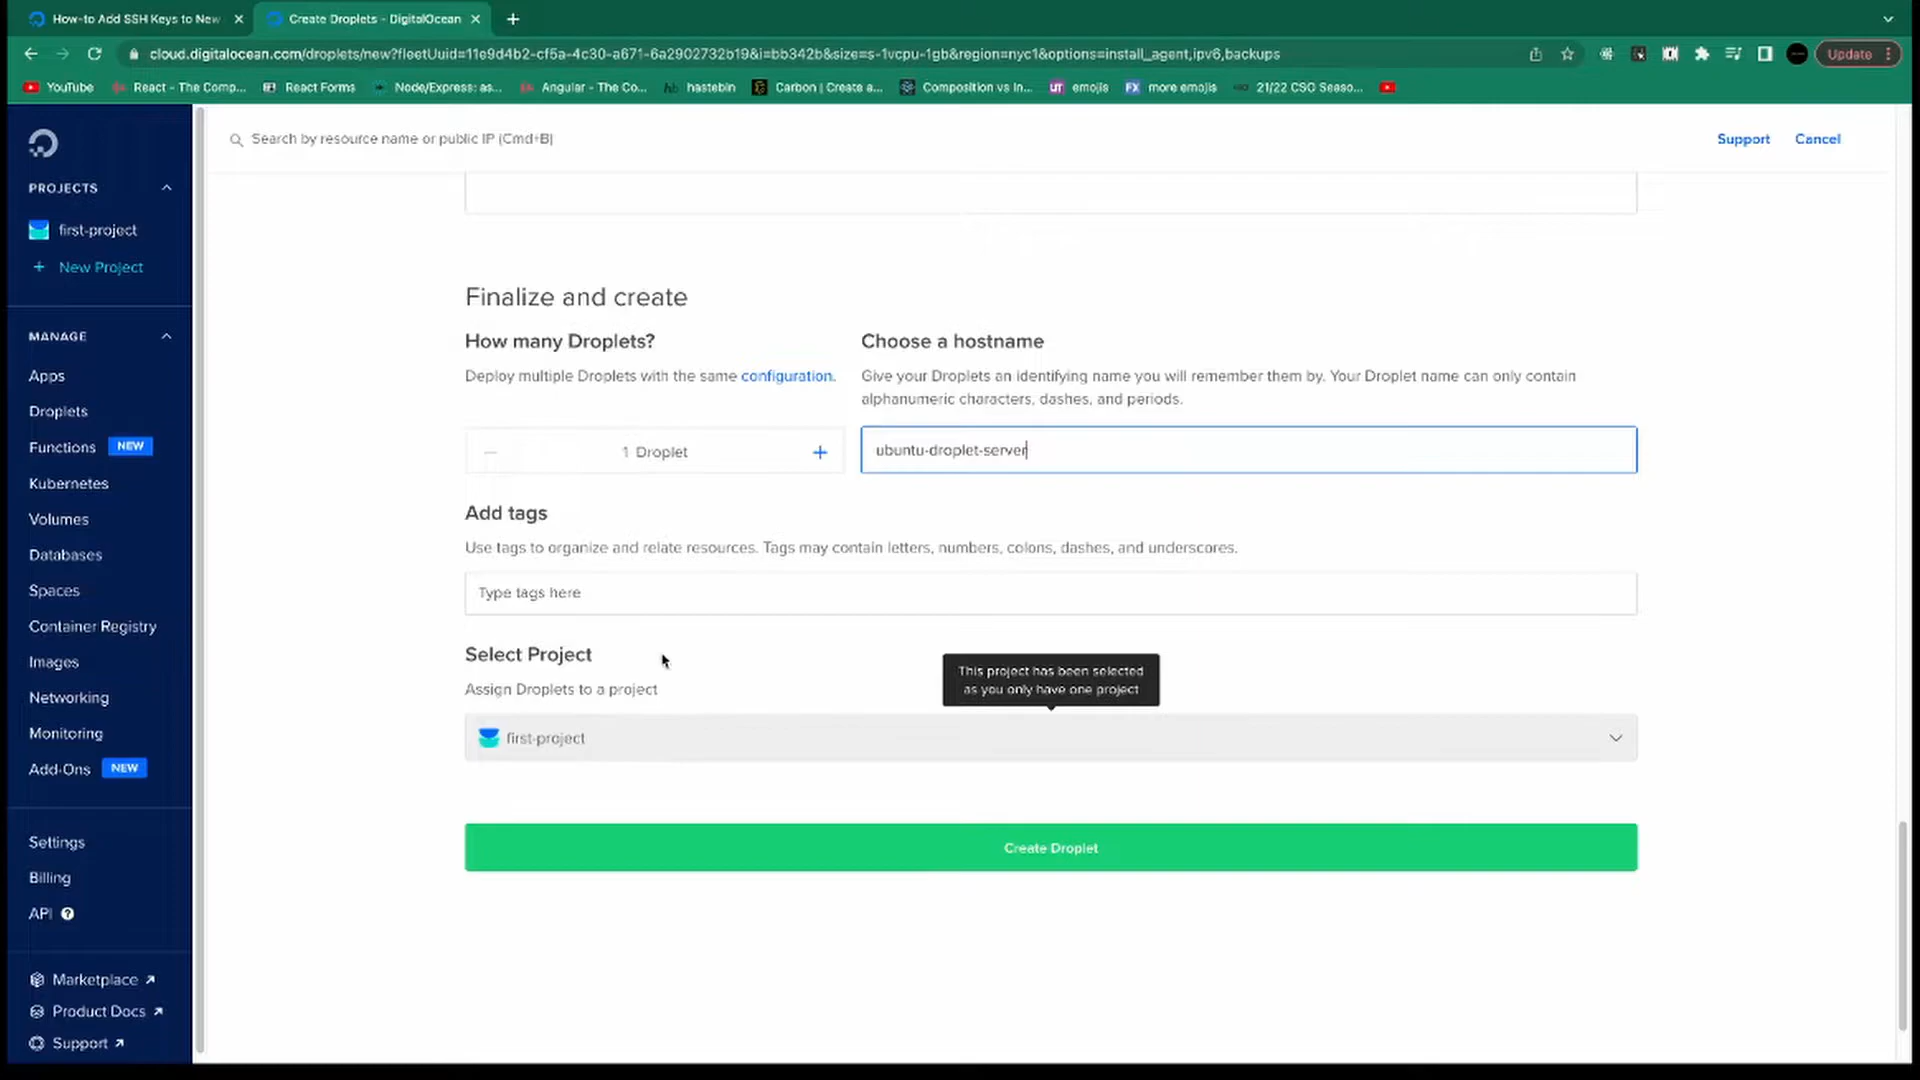 How-to Add SSH Keys to New
Create Droplets - DigitalOcean
cloud.digitalocean.com/droplets/new?fleetUuid=11e9d4b2-cf5a-4c30-a671-6a2902732b19&i=bb342b&size=s-1vcpu-1gb&region=nyc1&options=install_agent,ipv6,backups
Update
YouTube
React - The Comp...
React Forms
Node/Express: as...
Angular - The Co...
hastebin
Carbon | Create a...
Composition vs In...
emojis
more emojis
21/22 CSO Seaso...
Search by resource name or public IP (Cmd+B)
Support
Cancel
PROJECTS
first-project
+ New Project
MANAGE
Apps
Droplets
Functions NEW
Kubernetes
Volumes
Databases
Spaces
Container Registry
Images
Networking
Monitoring
Add-Ons NEW
Settings
Billing
API ?
Marketplace
Product Docs
Support
Finalize and create
How many Droplets?
Deploy multiple Droplets with the same configuration.
1 Droplet
Choose a hostname
Give your Droplets an identifying name you will remember them by. Your Droplet name can only contain
alphanumeric characters, dashes, and periods.
ubuntu-droplet-server
Add tags
Use tags to organize and relate resources. Tags may contain letters, numbers, colons, dashes, and underscores.
Type tags here
Select Project
Assign Droplets to a project
This project has been selected
as you only have one project
first-project
Create Droplet